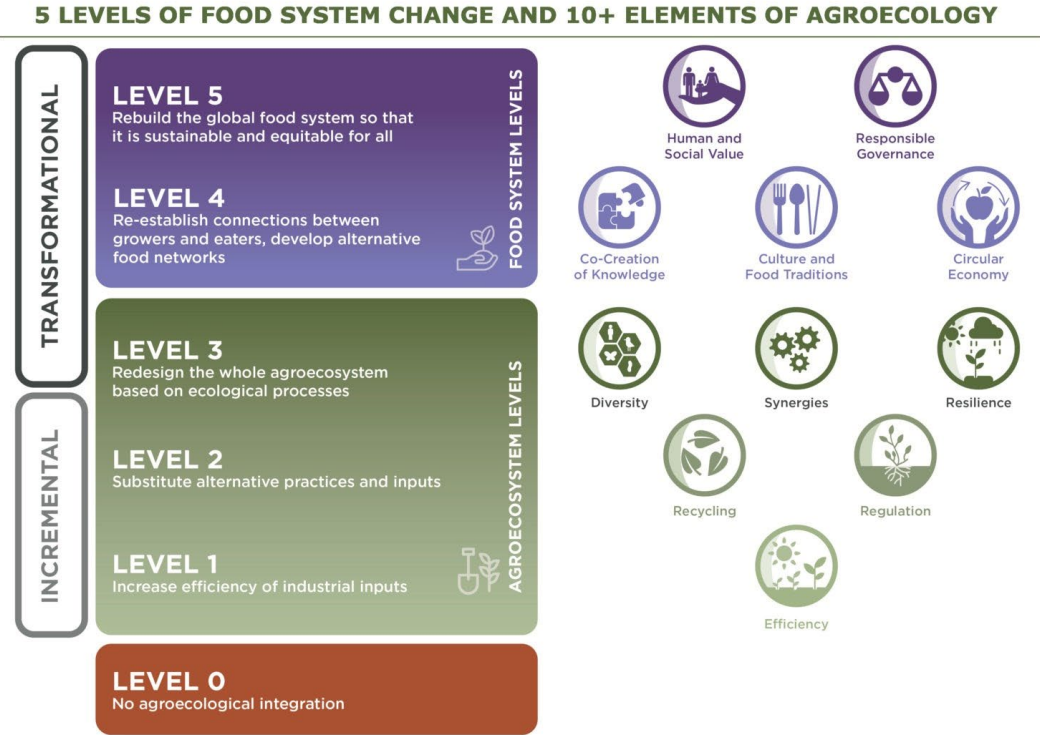 5 LEVELS OF FOOD SYSTEM CHANGE AND 10+ ELEMENTS OF AGROECOLOGY
TRANSFORMATIONAL
INCREMENTAL
LEVEL 5
Rebuild the global food system so that
it is sustainable and equitable for all
LEVEL 4
Re-establish connections between
growers and eaters, develop alternative
food networks
FOOD SYSTEM LEVELS
LEVEL 3
Redesign the whole agroecosystem
based on ecological processes
LEVEL 2
Substitute alternative practices and inputs
LEVEL 1
Increase efficiency of industrial inputs
AGROECOSYSTEM LEVELS
LEVEL 0
No agroecological integration
Human and
Social Value
Responsible
Governance
Co-Creation
of Knowledge
Culture and
Food Traditions
Circular
Economy
Diversity
Synergies
Resilience
Recycling
Regulation
Efficiency